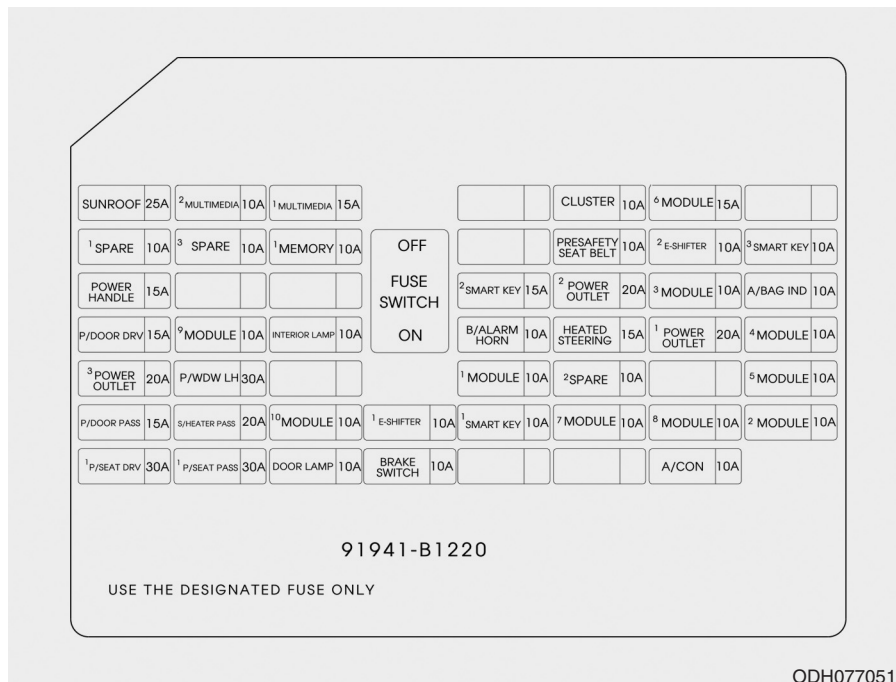 SUNROOF 25A 2 MULTIMEDIA 10A 1 MULTIMEDIA 15A CLUSTER 10A 6 MODULE 15A
1 SPARE 10A 3 SPARE 10A 1 MEMORY 10A OFF PRESAFETY SEAT BELT 10A 2 E-SHIFTER 10A 3 SMART KEY 10A
POWER HANDLE 15A FUSE SWITCH 2 SMART KEY 15A 2 POWER OUTLET 20A 3 MODULE 10A A/BAG IND 10A
P/DOOR DRV 15A 9 MODULE 10A INTERIOR LAMP 10A ON B/ALARM HORN 10A HEATED STEERING 15A 1 POWER OUTLET 20A 4 MODULE 10A
3 POWER OUTLET 20A P/WDW LH 30A 1 MODULE 10A 2 SPARE 10A 5 MODULE 10A
P/DOOR PASS 15A S/HEATER PASS 20A 10 MODULE 10A 1 E-SHIFTER 10A 1 SMART KEY 10A 7 MODULE 10A 8 MODULE 10A 2 MODULE 10A
1 P/SEAT DRV 30A 1 P/SEAT PASS 30A DOOR LAMP 10A BRAKE SWITCH 10A A/CON 10A
91941-B1220
USE THE DESIGNATED FUSE ONLY
ODH077051